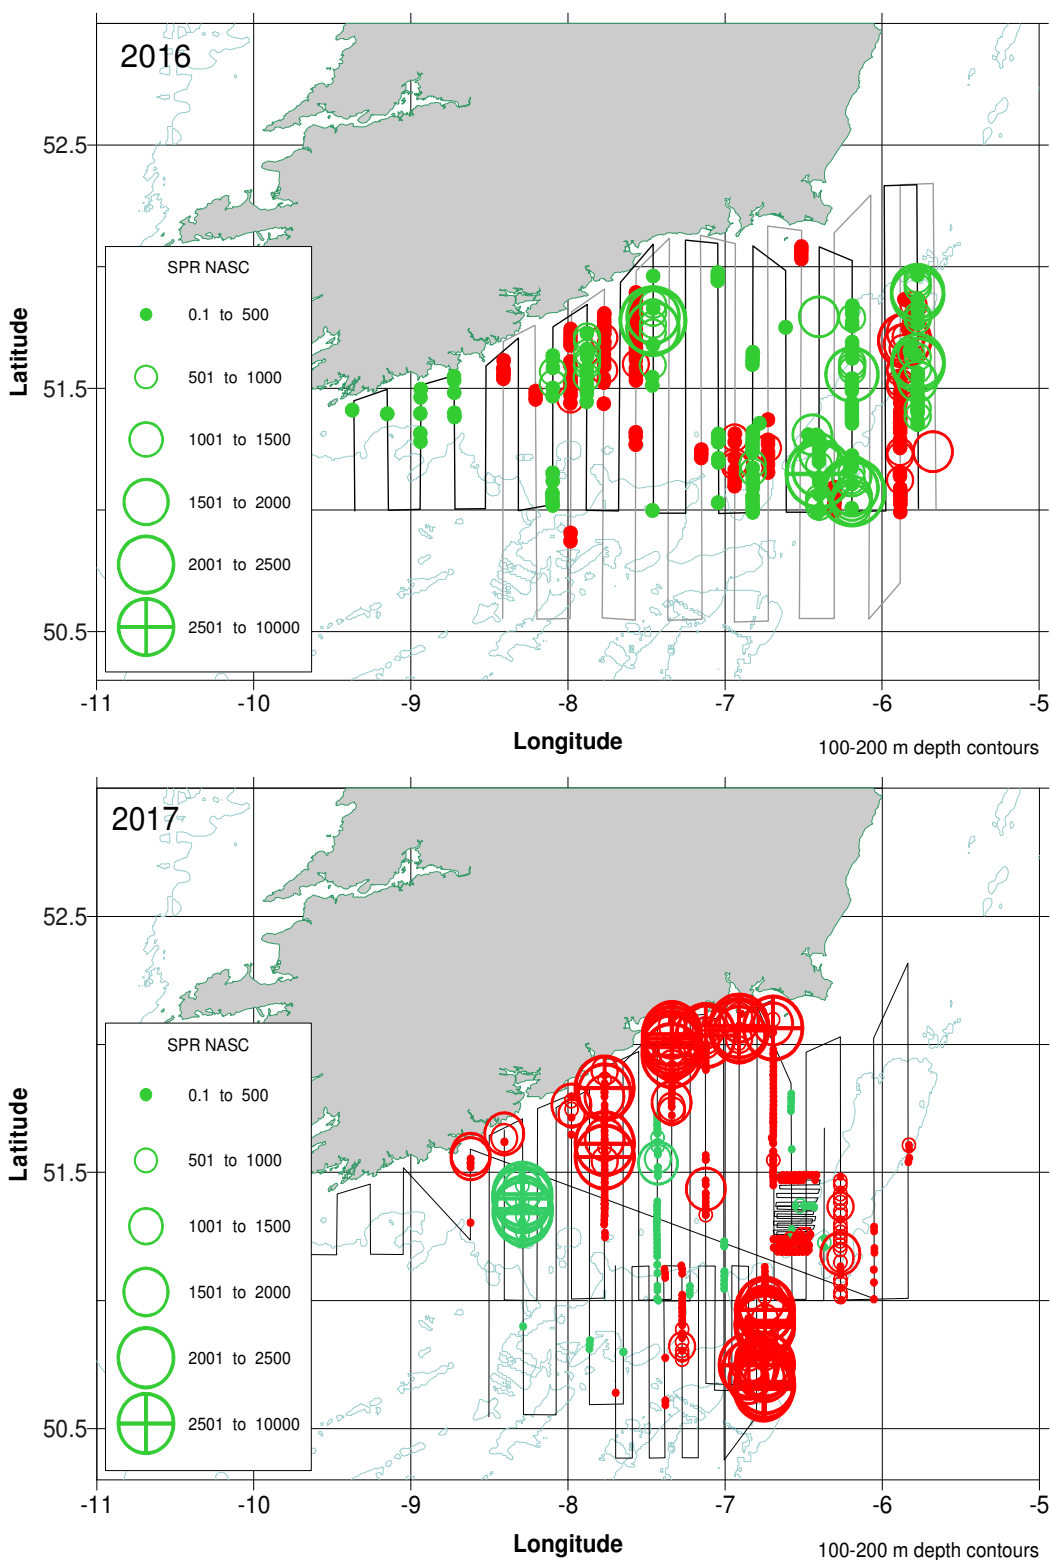 2016
52.5
51.5
50.5
Latitude
SPR NASC
0.1 to 500
501 to 1000
1001 to 1500
1501 to 2000
2001 to 2500
2501 to 10000
-11 -10 -9 -8 -7 -6 -5
Longitude
100-200 m depth contours
2017
52.5
51.5
50.5
Latitude
SPR NASC
0.1 to 500
501 to 1000
1001 to 1500
1501 to 2000
2001 to 2500
2501 to 10000
-11 -10 -9 -8 -7 -6 -5
Longitude
100-200 m depth contours